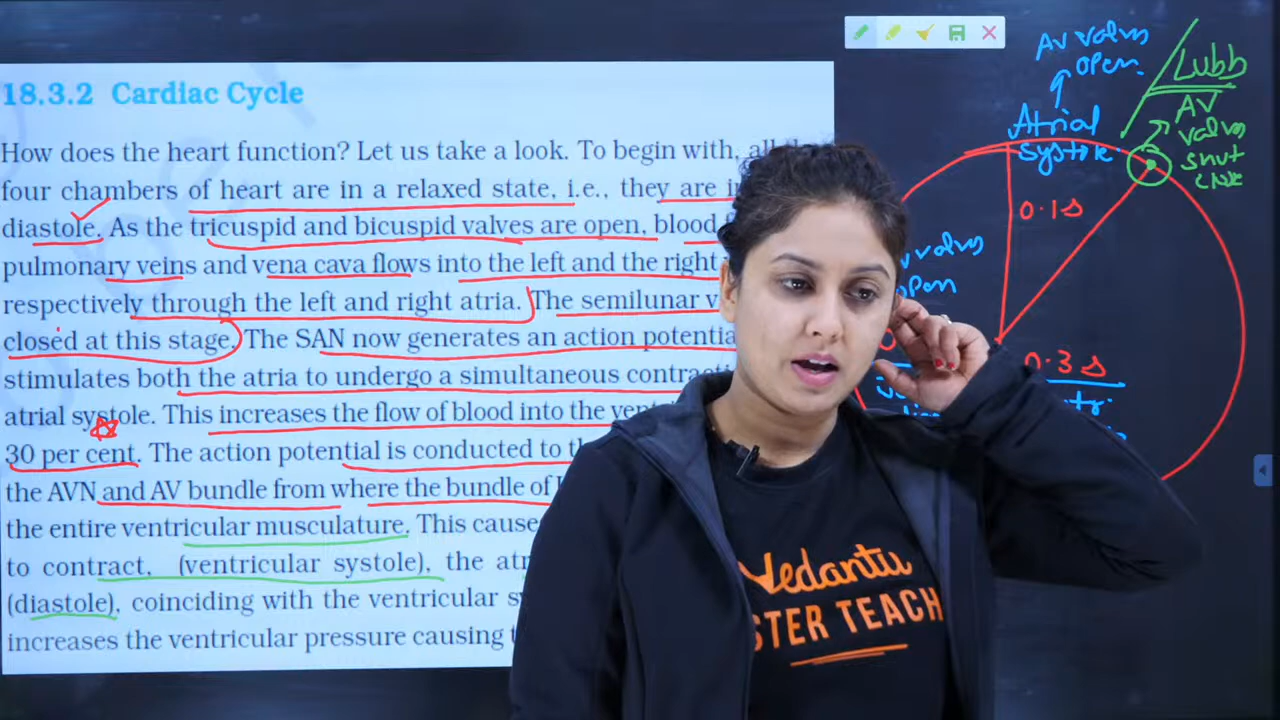 18.3.2 Cardiac Cycle
How does the heart function? Let us take a look. To begin with, all the
four chambers of heart are in a relaxed state, i.e., they are in
diastole. As the tricuspid and bicuspid valves are open, blood
pulmonary veins and vena cava flows into the left and the right
respectively through the left and right atria. The semilunar
closed at this stage. The SAN now generates an action potential
stimulates both the atria to undergo a simultaneous
atrial systole. This increases the flow of blood into the
30 per cent. The action potential is conducted to
the AVN and AV bundle from where the bundle of
the entire ventricular musculature. This
to contract, (ventricular systole), the
(diastole), coinciding with the ventricular
increases the ventricular pressure causing
AV valves
open
Atrial
systole
Lubb
AV
valves
shut
close
0.1s
open
0.3s
Vedantu